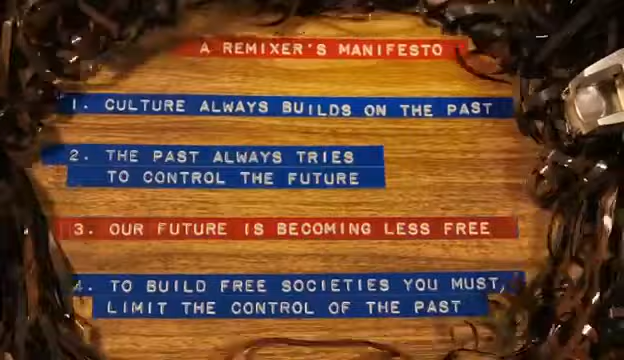 A REMIXER'S MANIFESTO
1. CULTURE ALWAYS BUILDS ON THE PAST
2. THE PAST ALWAYS TRIES
TO CONTROL THE FUTURE
3. OUR FUTURE IS BECOMING LESS FREE
4. TO BUILD FREE SOCIETIES YOU MUST,
LIMIT THE CONTROL OF THE PAST